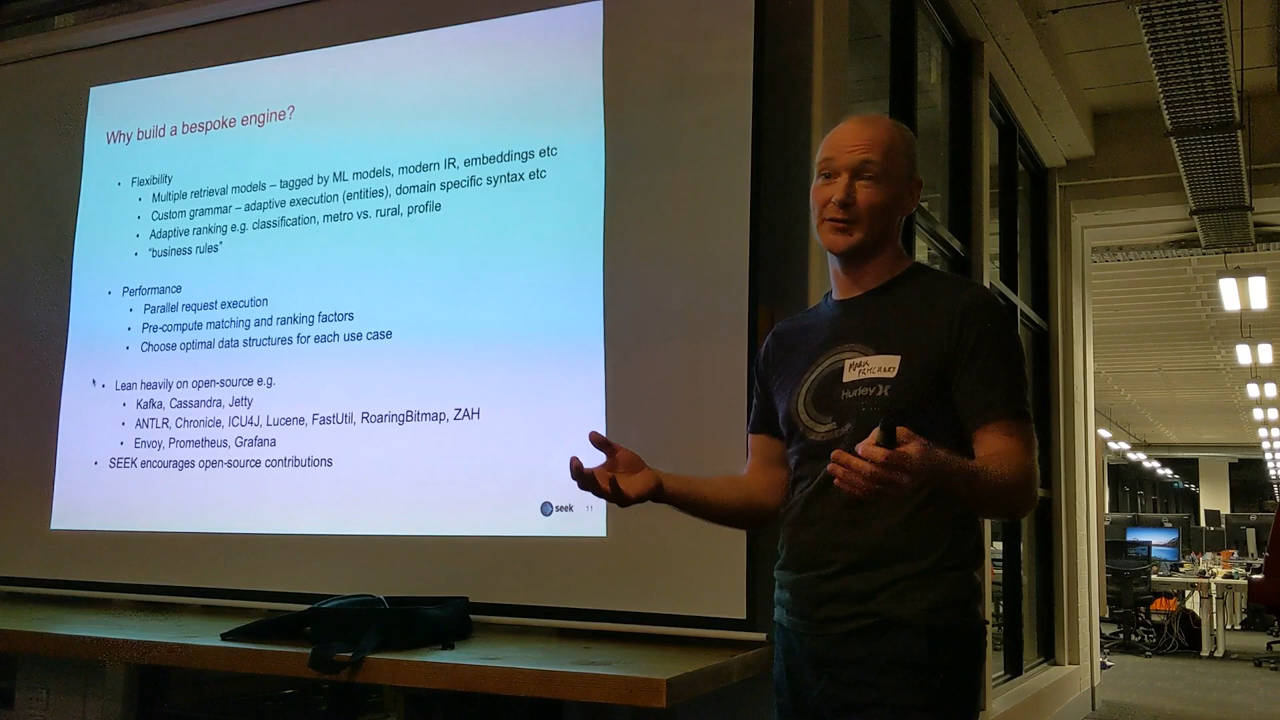 Why build a bespoke engine?
• Flexibility
• Multiple retrieval models – tagged by ML models, modern IR, embeddings etc
• Custom grammar – adaptive execution (entities), domain specific syntax etc
• Adaptive ranking e.g. classification, metro vs. rural, profile
• "business rules"
• Performance
• Parallel request execution
• Pre-compute matching and ranking factors
• Choose optimal data structures for each use case
• Lean heavily on open-source e.g.
• Kafka, Cassandra, Jetty
• ANTLR, Chronicle, ICU4J, Lucene, FastUtil, RoaringBitmap, ZAH
• Envoy, Prometheus, Grafana
• SEEK encourages open-source contributions
seek 11
MARK
Hurley